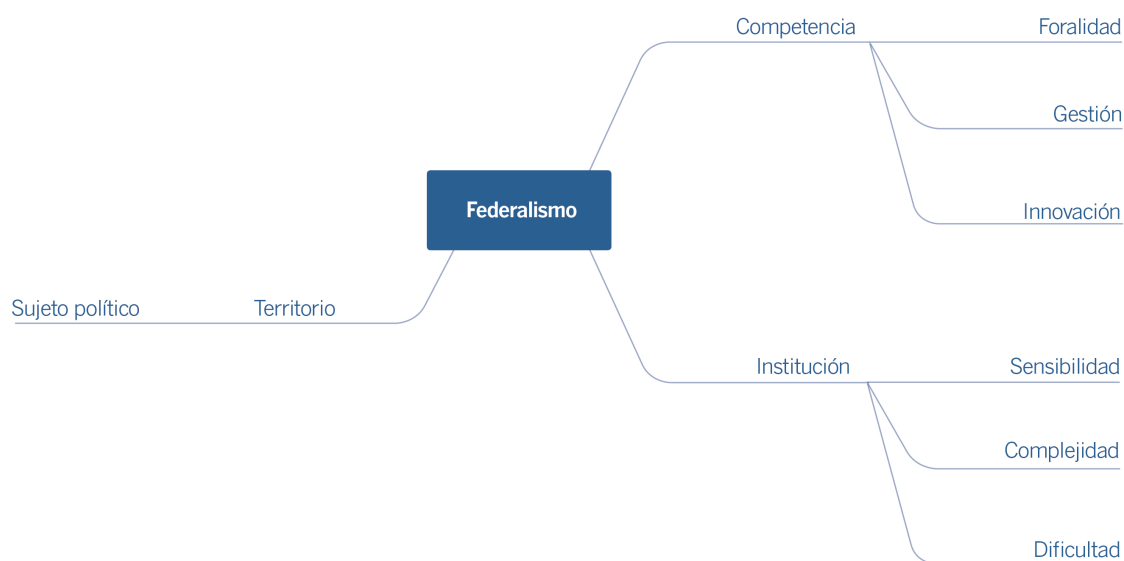 Competencia
Foralidad
Gestión
Innovación
Federalismo
Sujeto político
Territorio
Institución
Sensibilidad
Complejidad
Dificultad